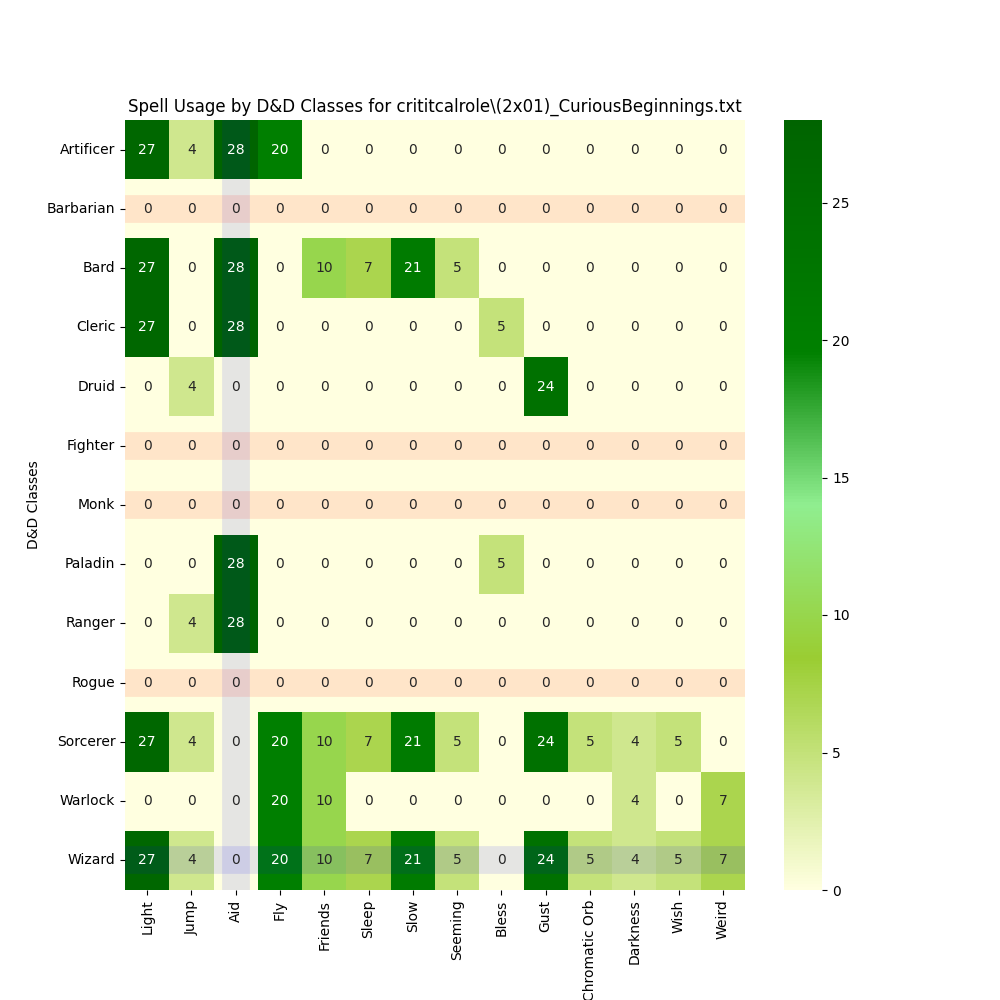 Spell Usage by D&D Classes for crititcalrole\(2x01)_CuriousBeginnings.txt
D&D Classes
Artificer 27 4 28 20 0 0 0 0 0 0 0 0 0 0
Barbarian 0 0 0 0 0 0 0 0 0 0 0 0 0 0
Bard 27 0 28 0 10 7 21 5 0 0 0 0 0 0
Cleric 27 0 28 0 0 0 0 0 5 0 0 0 0 0
Druid 0 4 0 0 0 0 0 0 0 24 0 0 0 0
Fighter 0 0 0 0 0 0 0 0 0 0 0 0 0 0
Monk 0 0 0 0 0 0 0 0 0 0 0 0 0 0
Paladin 0 0 28 0 0 0 0 0 5 0 0 0 0 0
Ranger 0 4 28 0 0 0 0 0 0 0 0 0 0 0
Rogue 0 0 0 0 0 0 0 0 0 0 0 0 0 0
Sorcerer 27 4 0 20 10 7 21 5 0 24 5 4 5 0
Warlock 0 0 0 20 10 0 0 0 0 0 0 4 0 7
Wizard 27 4 0 20 10 7 21 5 0 24 5 4 5 7
Light
Jump
Aid
Fly
Friends
Sleep
Slow
Seeming
Bless
Gust
Chromatic Orb
Darkness
Wish
Weird
25
20
15
10
5
0